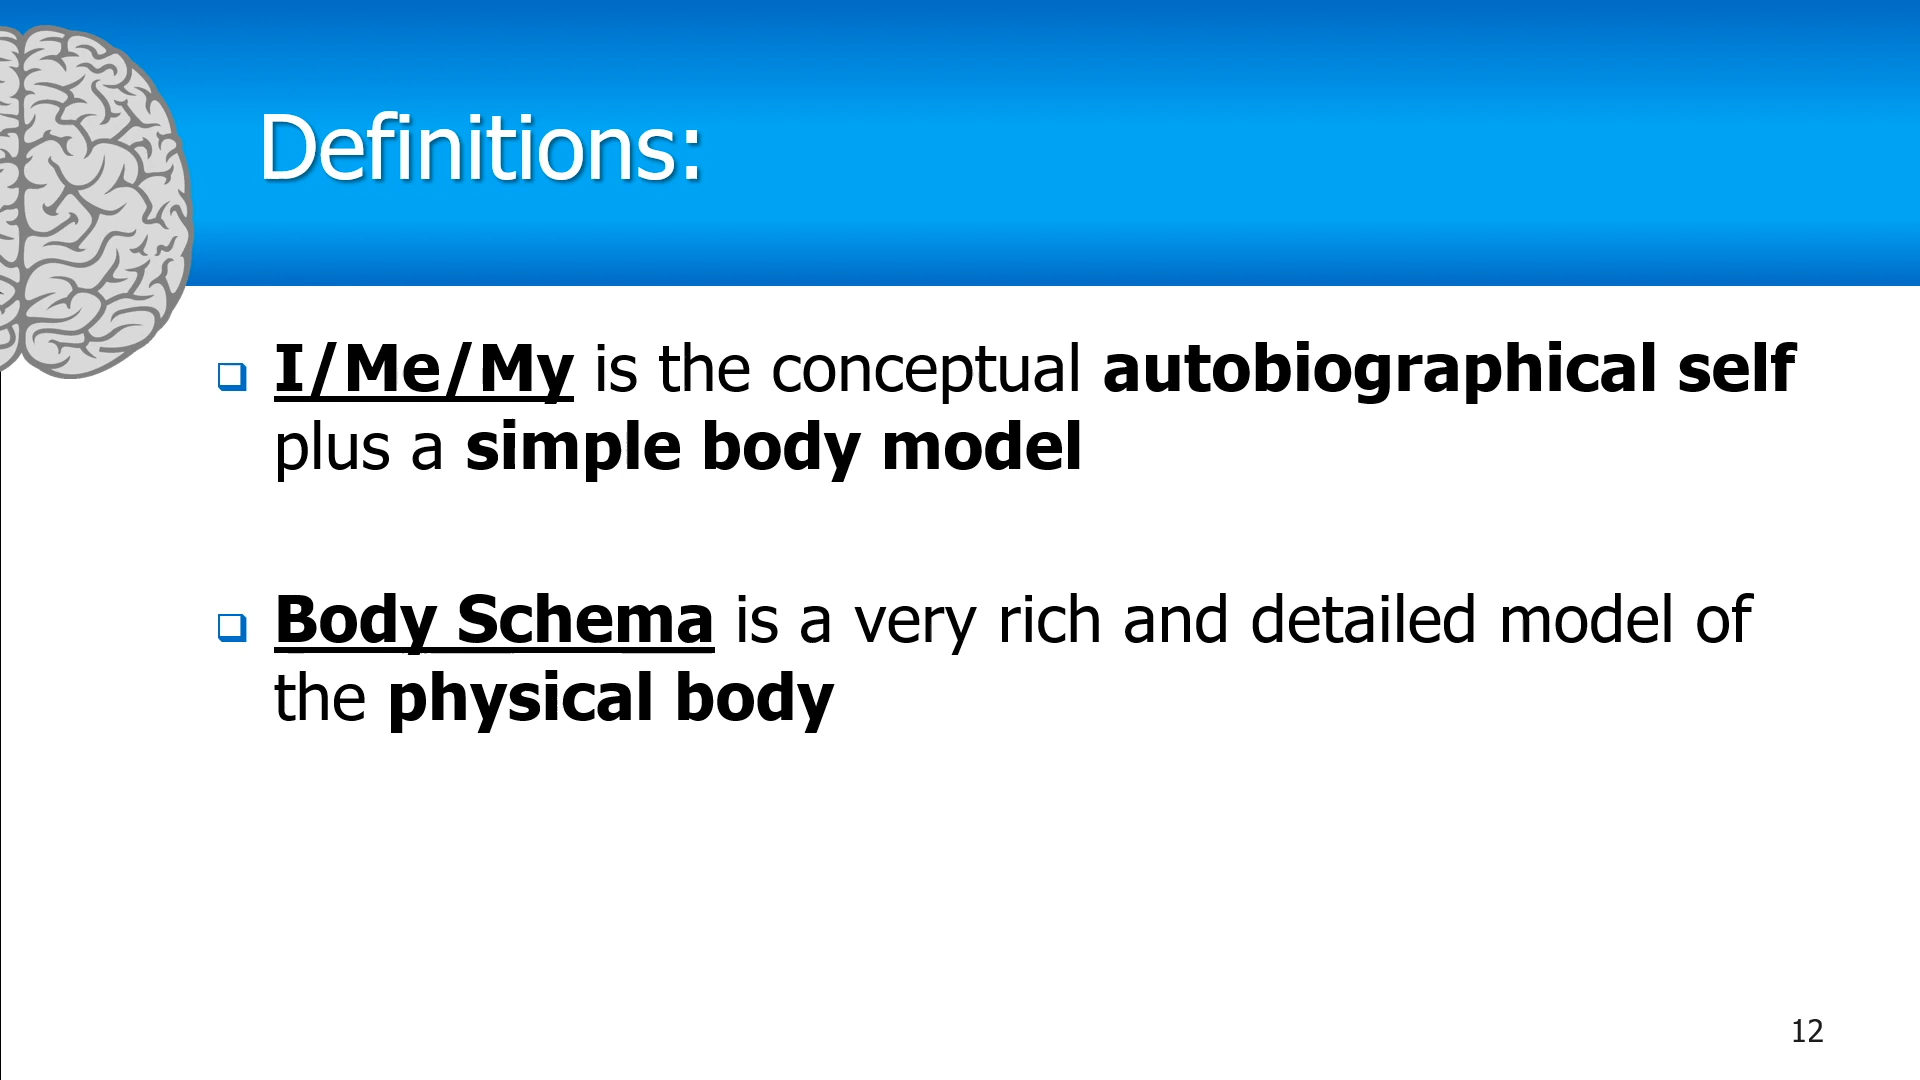 Definitions:
I/Me/My is the conceptual autobiographical self
plus a simple body model
Body Schema is a very rich and detailed model of
the physical body
12